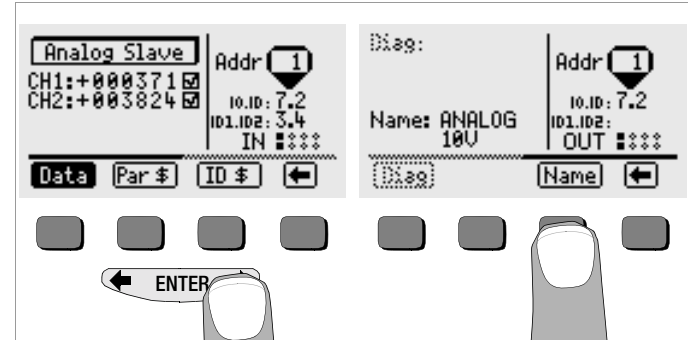 Analog Slave
CH1:+000371
CH2:+003824
Addr 1
IO.ID: 7.2
ID1.ID2: 3.4
IN
Data Par $ ID $
ENTER
Diag:
Name: ANALOG
10V
Addr 1
IO.ID: 7.2
ID1.ID2:
OUT
Diag Name